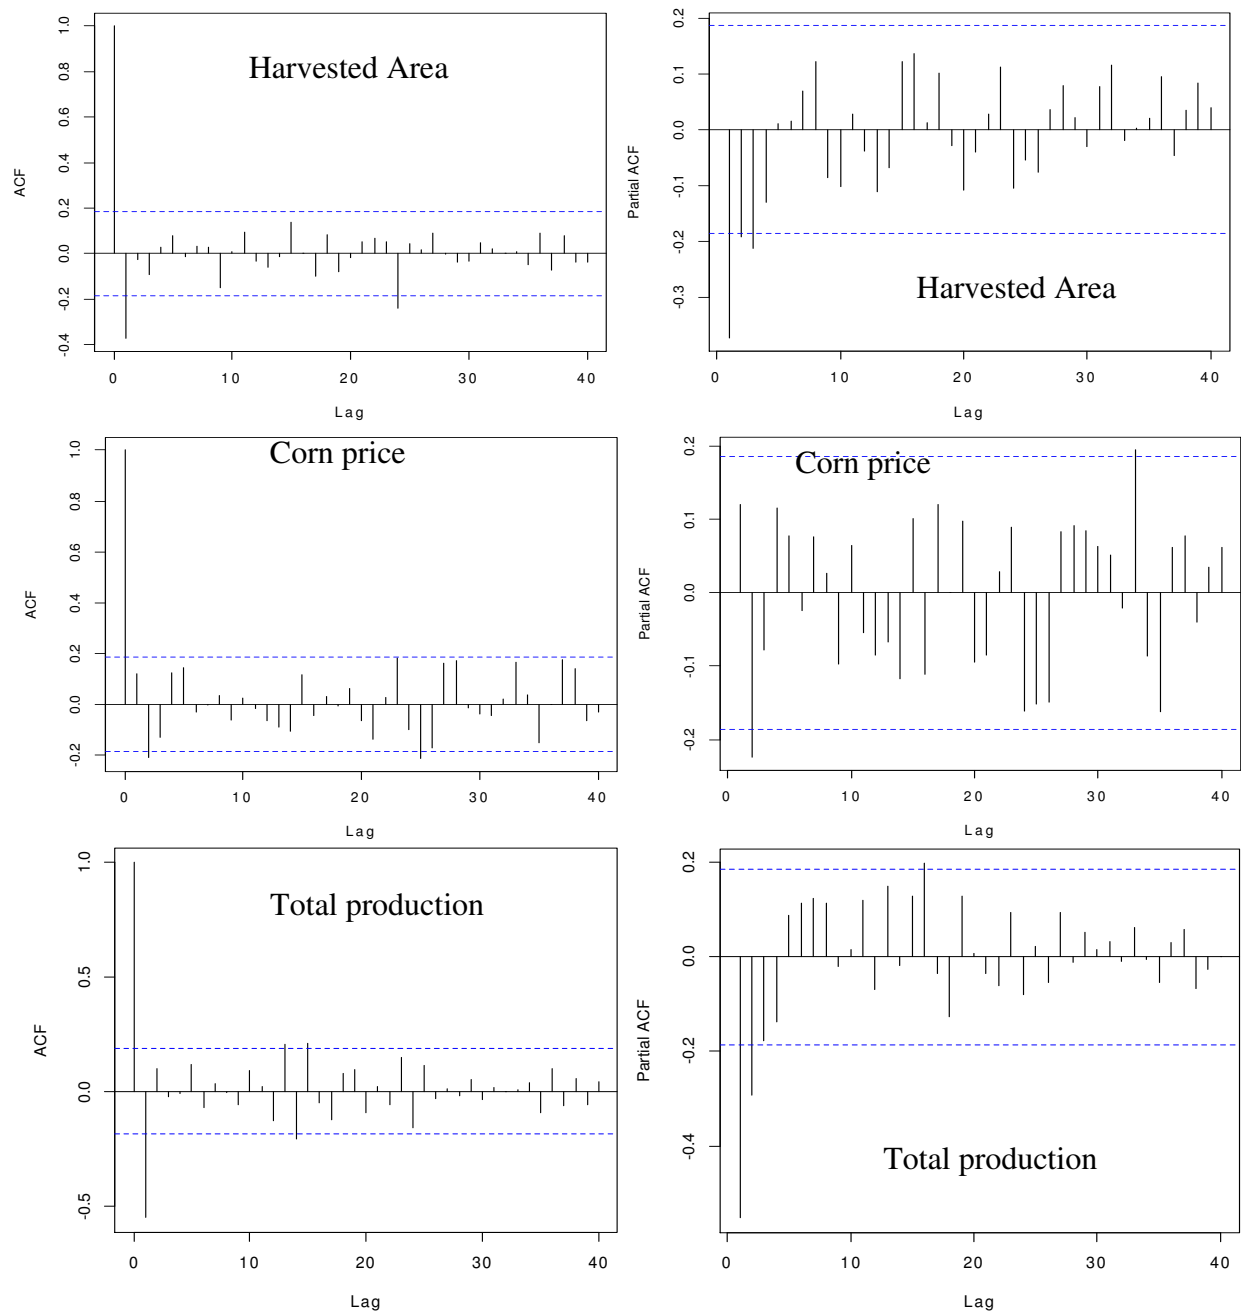 Harvested Area
ACF
1.0
0.8
0.6
0.4
0.2
0.0
-0.2
-0.4
0 10 20 30 40
Lag
Harvested Area
Partial ACF
0.2
0.1
0.0
-0.1
-0.2
-0.3
0 10 20 30 40
Lag
Corn price
ACF
1.0
0.8
0.6
0.4
0.2
0.0
-0.2
0 10 20 30 40
Lag
Corn price
Partial ACF
0.2
0.1
0.0
-0.1
-0.2
0 10 20 30 40
Lag
Total production
ACF
1.0
0.5
0.0
-0.5
0 10 20 30 40
Lag
Total production
Partial ACF
0.2
0.0
-0.2
-0.4
0 10 20 30 40
Lag